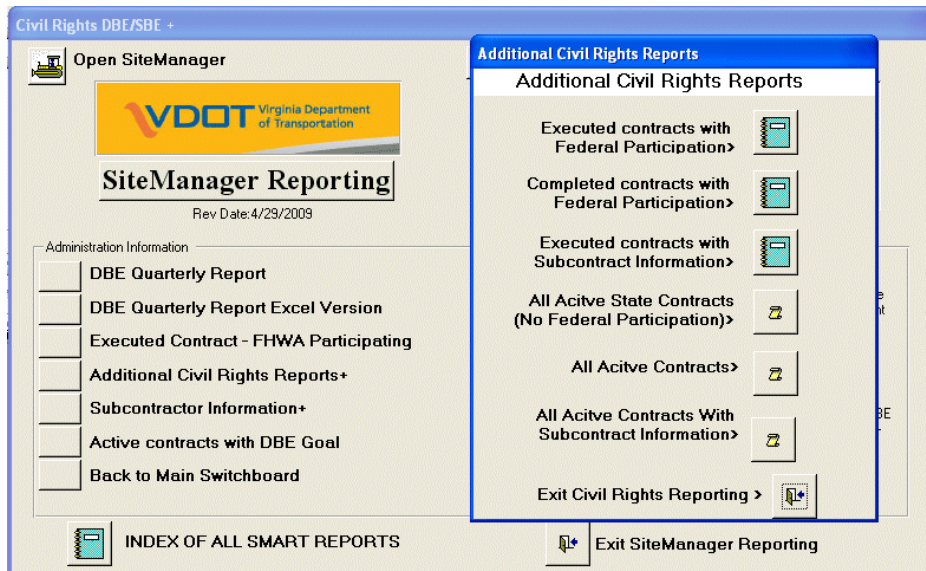 Civil Rights DBE/SBE +
Open SiteManager
VDOT Virginia Department
of Transportation
SiteManager Reporting
Rev Date:4/29/2009
Administration Information
DBE Quarterly Report
DBE Quarterly Report Excel Version
Executed Contract - FHWA Participating
Additional Civil Rights Reports+
Subcontractor Information+
Active contracts with DBE Goal
Back to Main Switchboard
INDEX OF ALL SMART REPORTS
Exit SiteManager Reporting
Additional Civil Rights Reports
Additional Civil Rights Reports
Executed contracts with
Federal Participation>
Completed contracts with
Federal Participation>
Executed contracts with
Subcontract Information>
All Acitve State Contracts
(No Federal Participation)>
All Acitve Contracts>
All Acitve Contracts With
Subcontract Information>
Exit Civil Rights Reporting >